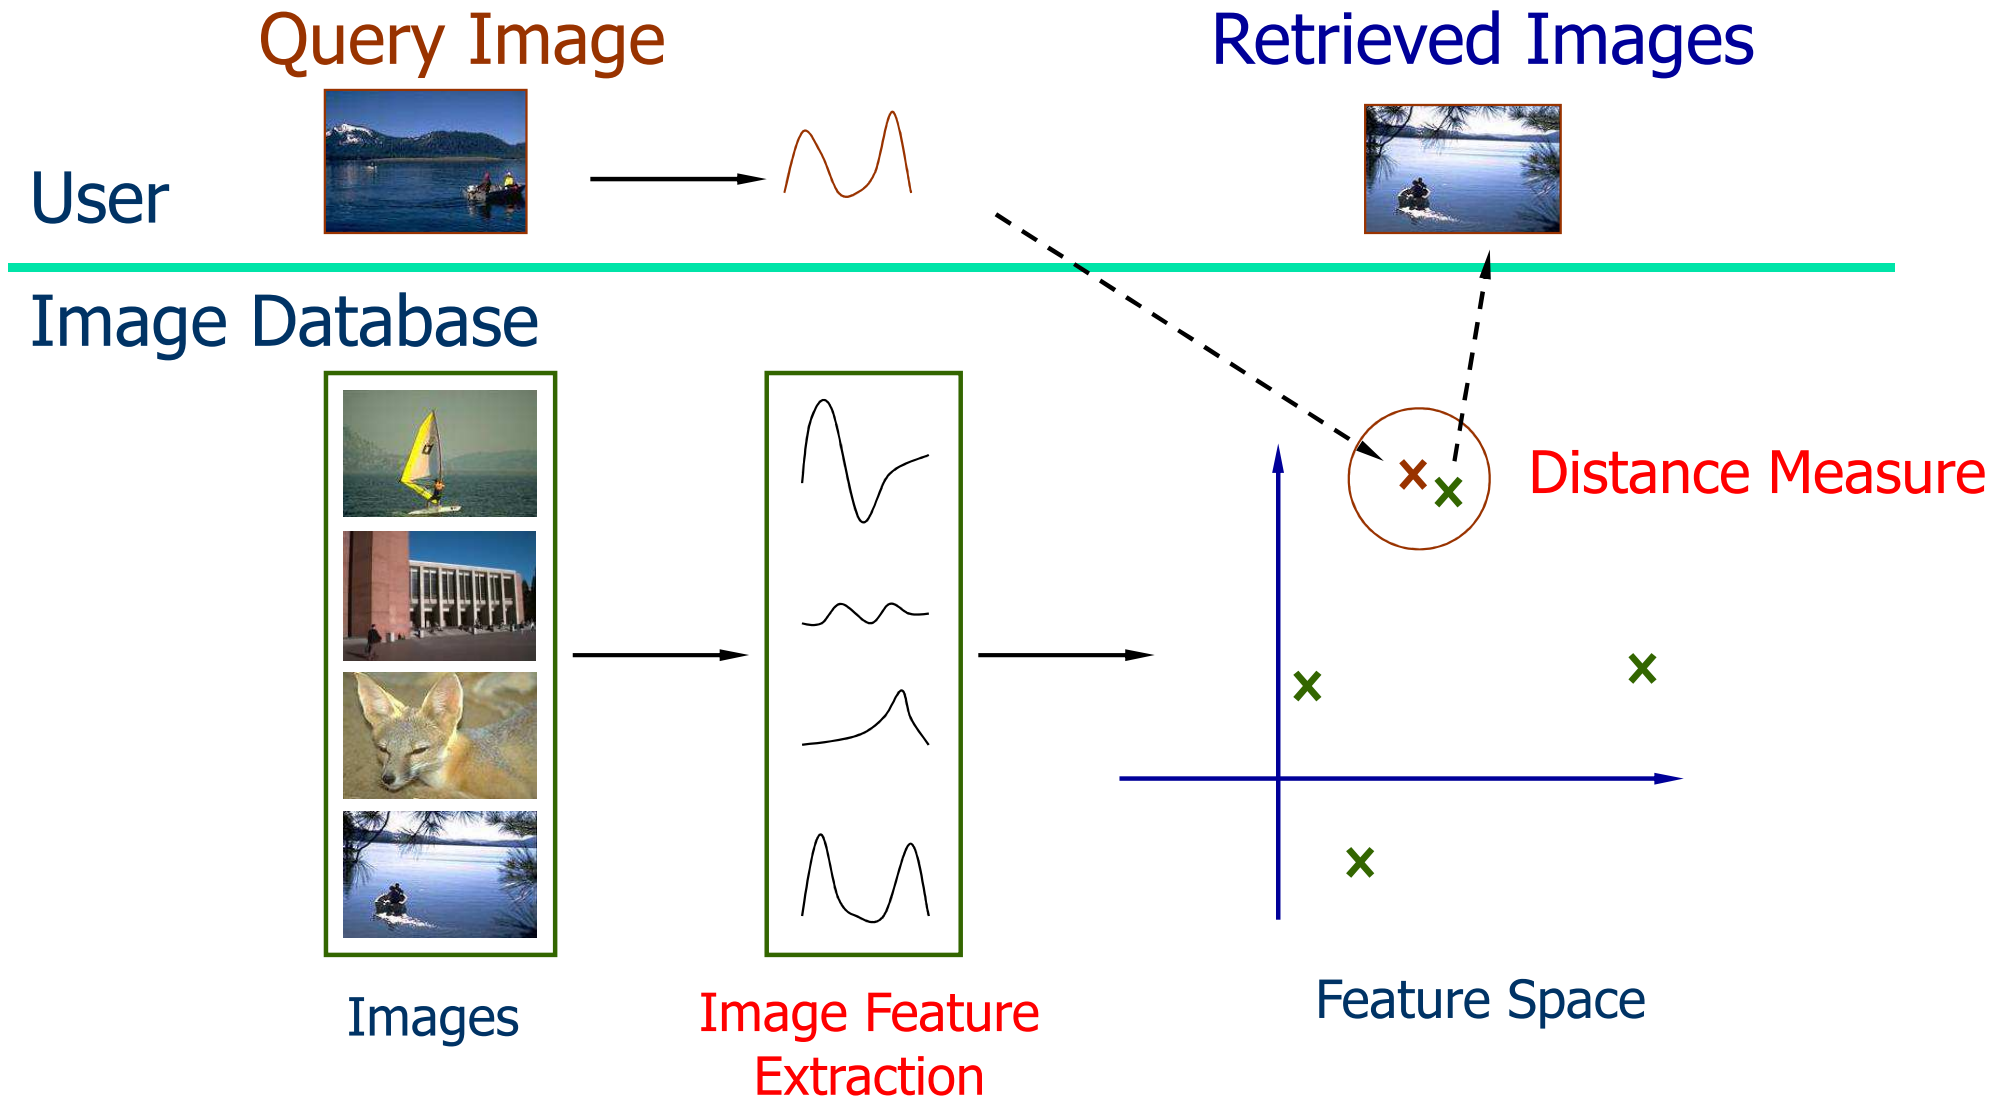 Query Image
Retrieved Images
User
Image Database
Distance Measure
Images
Image Feature
Extraction
Feature Space